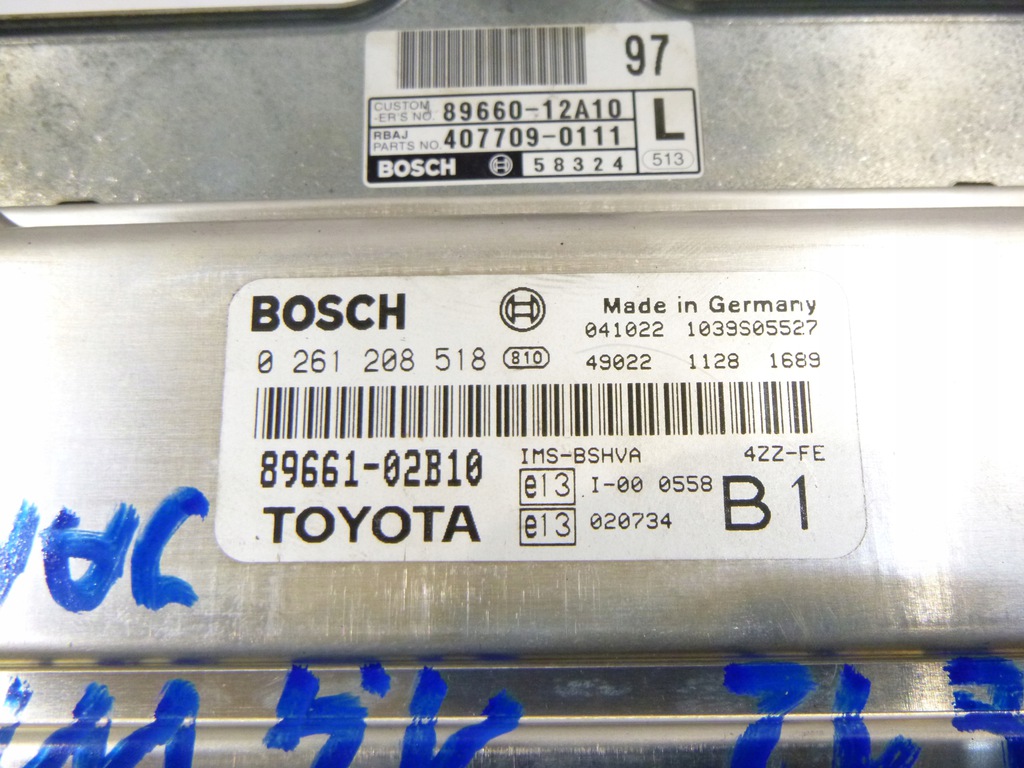 97
CUSTOM
-ER'S NO. 89660-12A10
RBAJ
PARTS NO. 407709-0111
L
BOSCH 58324
513
BOSCH Made in Germany
041022 1039S05527
0 261 208 518 810 49022 1128 1689
IMS-BSHVA 4ZZ-FE
89661-02B10
e13 I-00 0558
B1
TOYOTA e13 020734